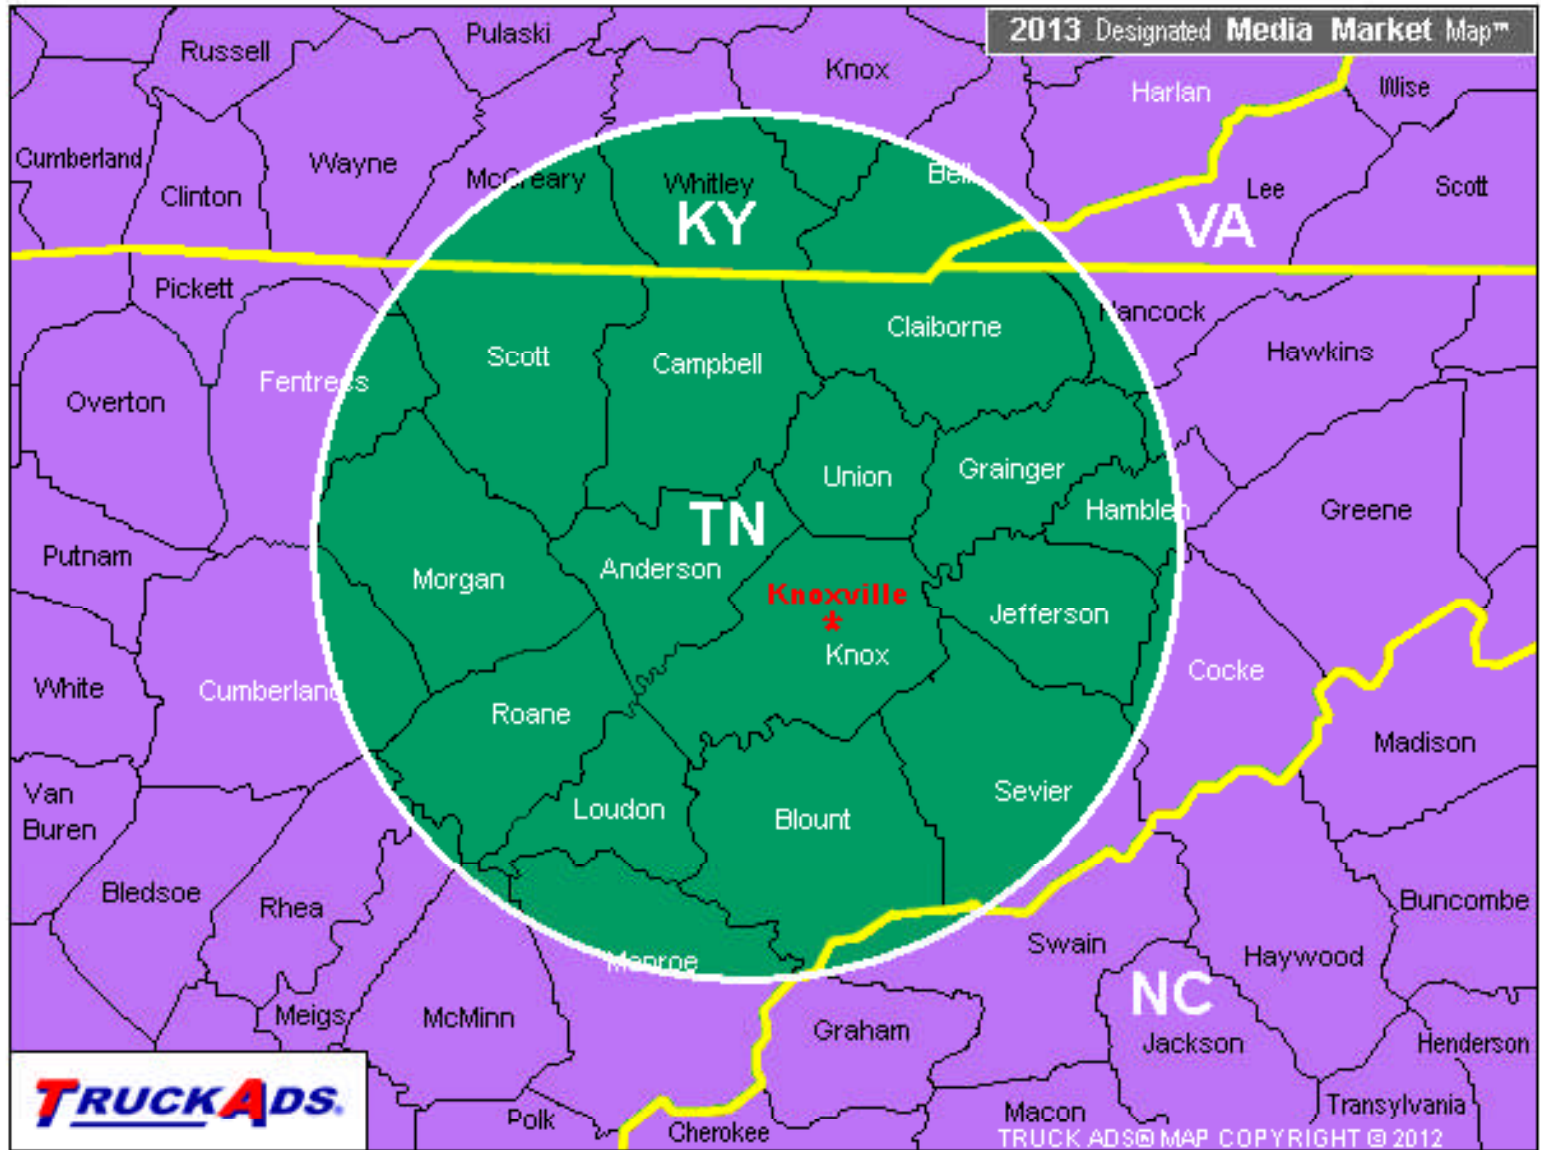 2013 Designated Media Market Map™
Pulaski
Russell
Knox
Harlan
Wise
Cumberland
Wayne
McCreary
Whitley
Bell
Clinton
Lee
Scott
KY
VA
Pickett
Hancock
Claiborne
Scott
Campbell
Hawkins
Fentress
Overton
Union
Grainger
Hamblen
Greene
TN
Putnam
Morgan
Anderson
Knoxville
*
Jefferson
Knox
White
Cumberland
Cocke
Roane
Madison
Van
Buren
Loudon
Blount
Sevier
Bledsoe
Rhea
Buncombe
Swain
Haywood
Monroe
NC
Meigs
McMinn
Graham
Jackson
Henderson
TRUCKADS®
Polk
Cherokee
Macon
Transylvania
TRUCK ADS® MAP COPYRIGHT © 2012